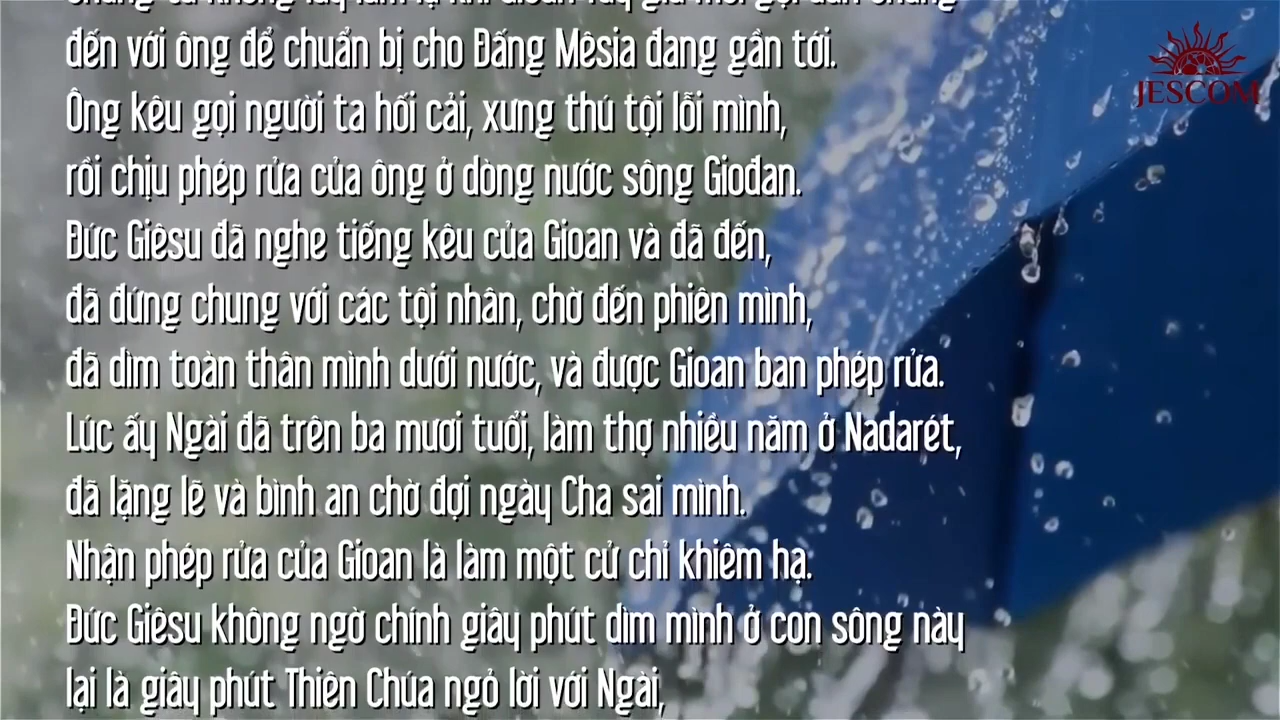 đến với ông để chuẩn bị cho Đấng Mêsia đang gần tới.
Ông kêu gọi người ta hối cải, xưng thú tội lỗi mình,
rồi chịu phép rửa của ông ở dòng nước sông Giođan.
Đức Giêsu đã nghe tiếng kêu của Gioan và đã đến,
đã đứng chung với các tội nhân, chờ đến phiên mình,
đã dìm toàn thân mình dưới nước, và được Gioan ban phép rửa.
Lúc ấy Ngài đã trên ba mươi tuổi, làm thợ nhiều năm ở Nadarét,
đã lặng lẽ và bình an chờ đợi ngày Cha sai mình.
Nhận phép rửa của Gioan là làm một cử chỉ khiêm hạ.
Đức Giêsu không ngờ chính giây phút dìm mình ở con sông này
lại là giây phút Thiên Chúa ngỏ lời với Ngài,
JESCOM